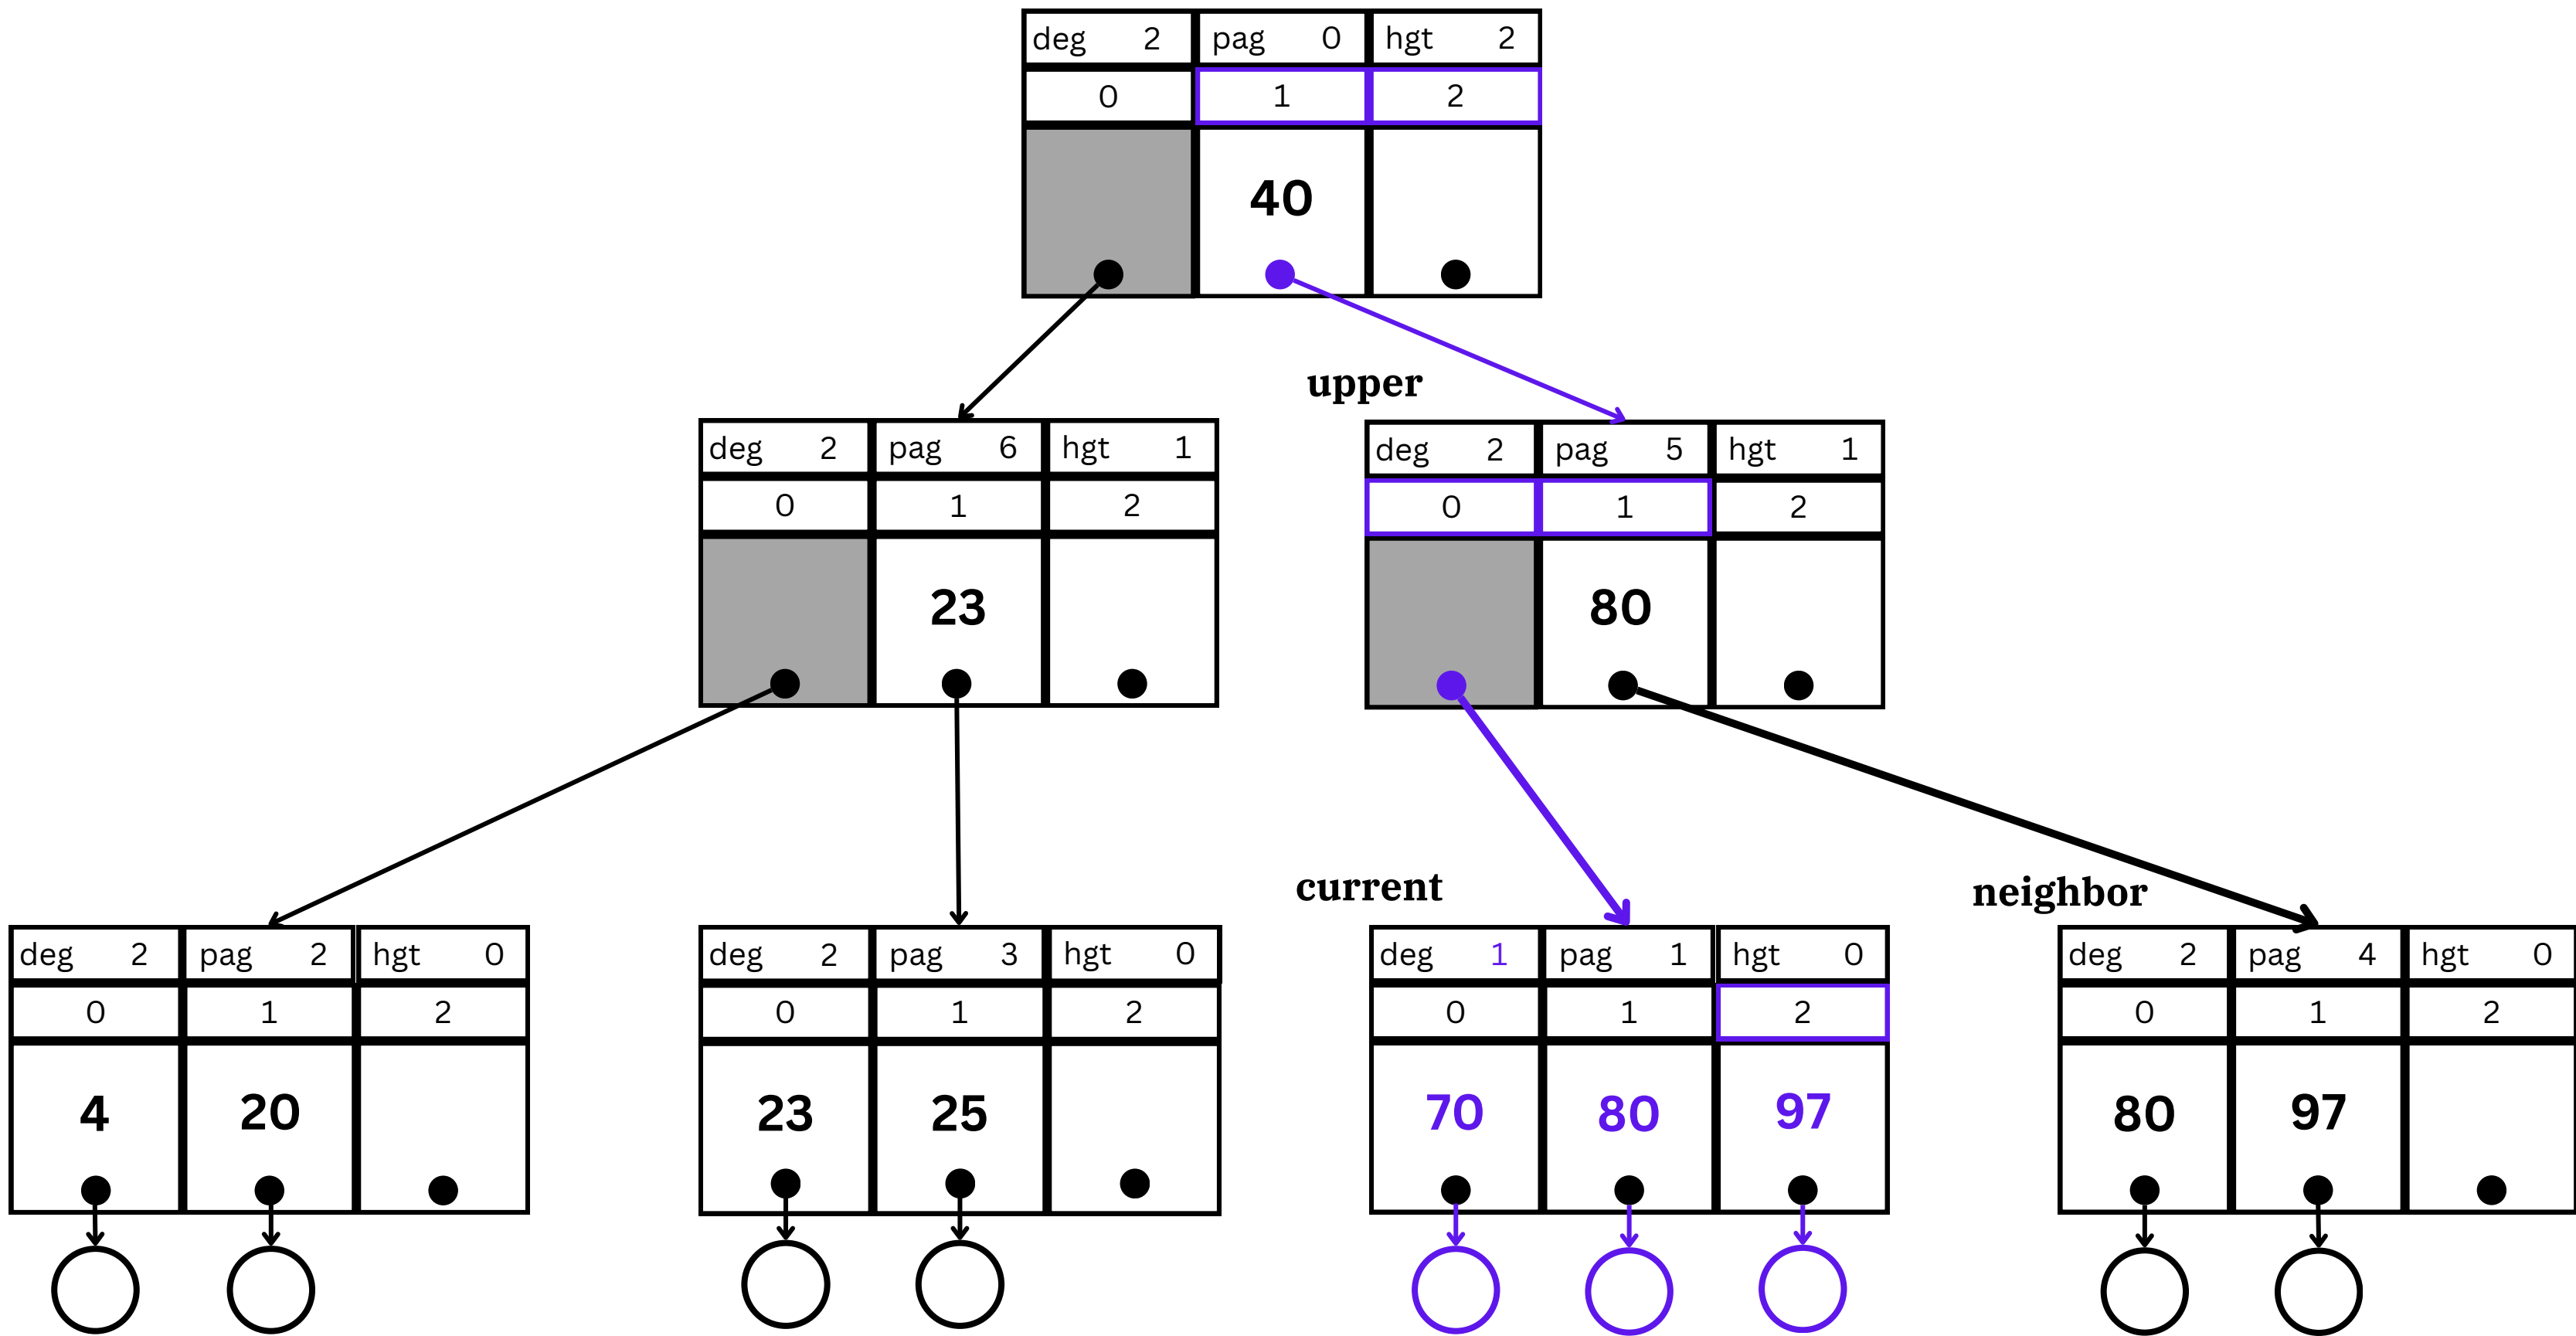 deg 2 pag 0 hgt 2
0 1 2
40
upper
deg 2 pag 6 hgt 1
0 1 2
23
deg 2 pag 5 hgt 1
0 1 2
80
current
neighbor
deg 2 pag 2 hgt 0
0 1 2
4 20
deg 2 pag 3 hgt 0
0 1 2
23 25
deg 1 pag 1 hgt 0
0 1 2
70 80 97
deg 2 pag 4 hgt 0
0 1 2
80 97